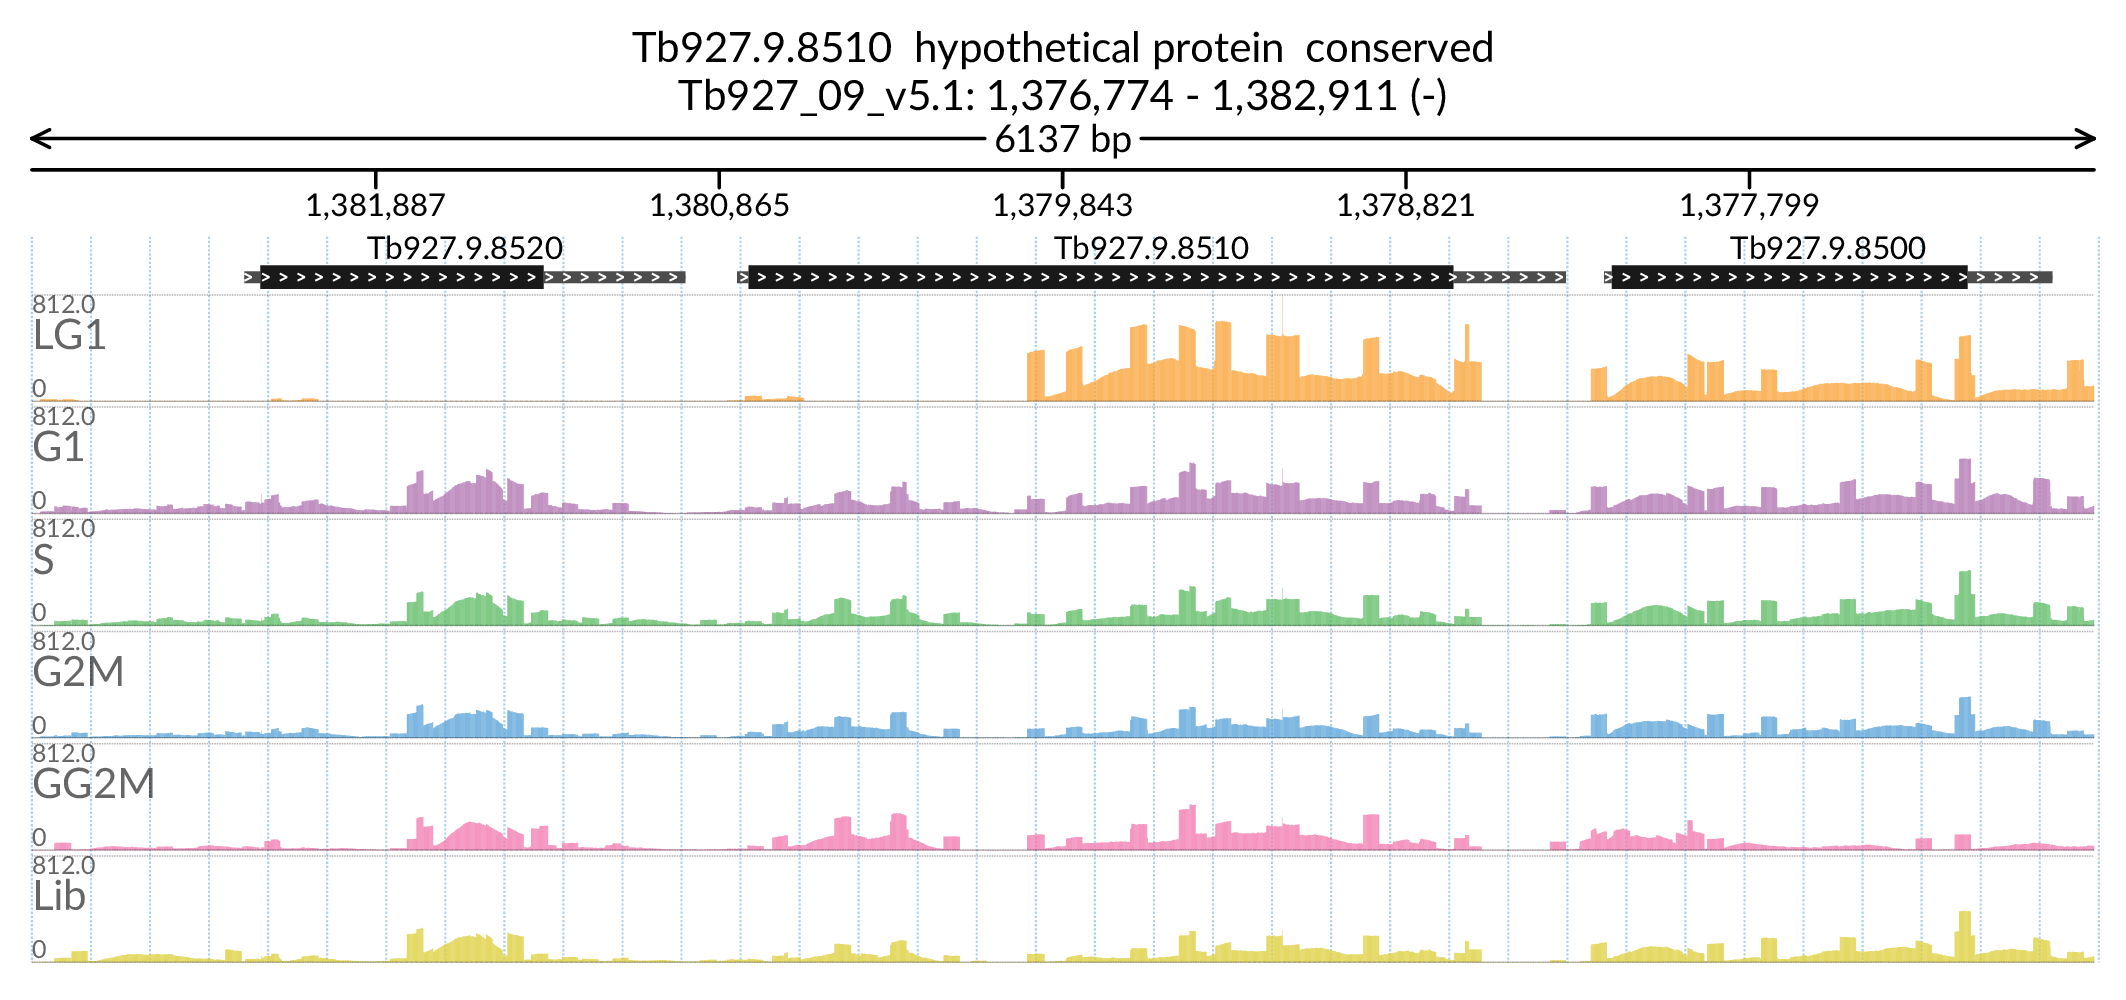 Tb927.9.8510  hypothetical protein  conserved
Tb927_09_v5.1: 1,376,774 - 1,382,911 (-)
6137 bp
1,381,887 1,380,865 1,379,843 1,378,821 1,377,799
Tb927.9.8520 Tb927.9.8510 Tb927.9.8500
812.0
LG1
0
812.0
G1
0
812.0
S
0
812.0
G2M
0
812.0
GG2M
0
812.0
Lib
0